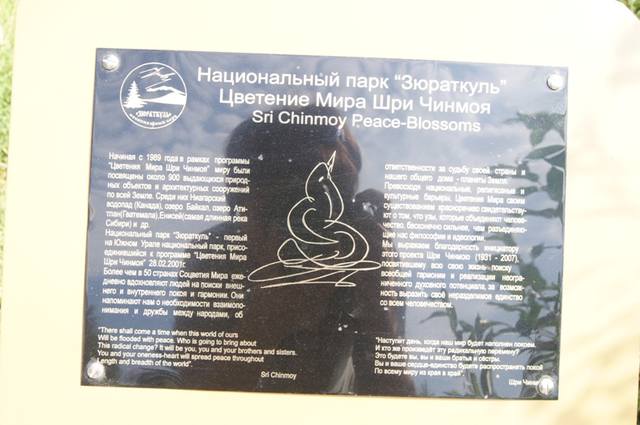 Национальный парк "Зюраткуль"
Цветение Мира Шри Чинмоя
Sri Chinmoy Peace-Blossoms
"ЗЮРАТКУЛЬ"
Начиная с 1989 года в рамках программы
"Цветения Мира Шри Чинмоя" миру были
посвящены около 900 выдающихся природ-
ных объектов и архитектурных сооружений
по всей Земле. Среди них Ниагарский
водопад (Канада), озеро Байкал, озеро Ати-
тлан(Гватемала),Енисей(самая длинная река
Сибири) и др.
Национальный парк "Зюраткуль" - первый
на Южном Урале национальный парк, присо-
единившийся к программе "Цветения Мира
Шри Чинмоя" 28.02.2001г.
Более чем в 50 странах Соцветия Мира еже-
дневно вдохновляют людей на поиски внеш-
него и внутреннего покоя и гармонии. Они
напоминают нам о необходимости взаимопо-
нимания и дружбы между народами, об
ответственности за судьбу своей страны и
нашего общего дома - планеты Земля.
Превосходя национальные, религиозные и
культурные барьеры, Цветения Мира своим
существованием красноречиво свидетельству-
ют о том, что узы, которые объединяют челове-
чество, бесконечно сильнее, чем разъединяю-
щие нас философии и идеологии.
Мы выражаем благодарность инициатору
этого проекта Шри Чинмою (1931 - 2007),
посвятившему всю свою жизнь поиску
всеобщей гармонии и реализации неогра-
ниченного духовного потенциала, за возмож-
ность выразить своё нераздельное единство
со всем человечеством.
"There shall come a time when this world of ours
Will be flooded with peace. Who is going to bring about
This radical change? It will be you, you and your brothers and sisters.
You and your oneness-heart will spread peace throughout
Length and breadth of the world".
Sri Chinmoy
"Наступит день, когда наш мир будет наполнен покоем.
И кто же произведёт эту радикальную перемену?
Это будете вы, вы и ваши братья и сёстры.
Вы и ваше сердце-единство будете распространять покой
По всему миру из края в край".
Шри Чинмой